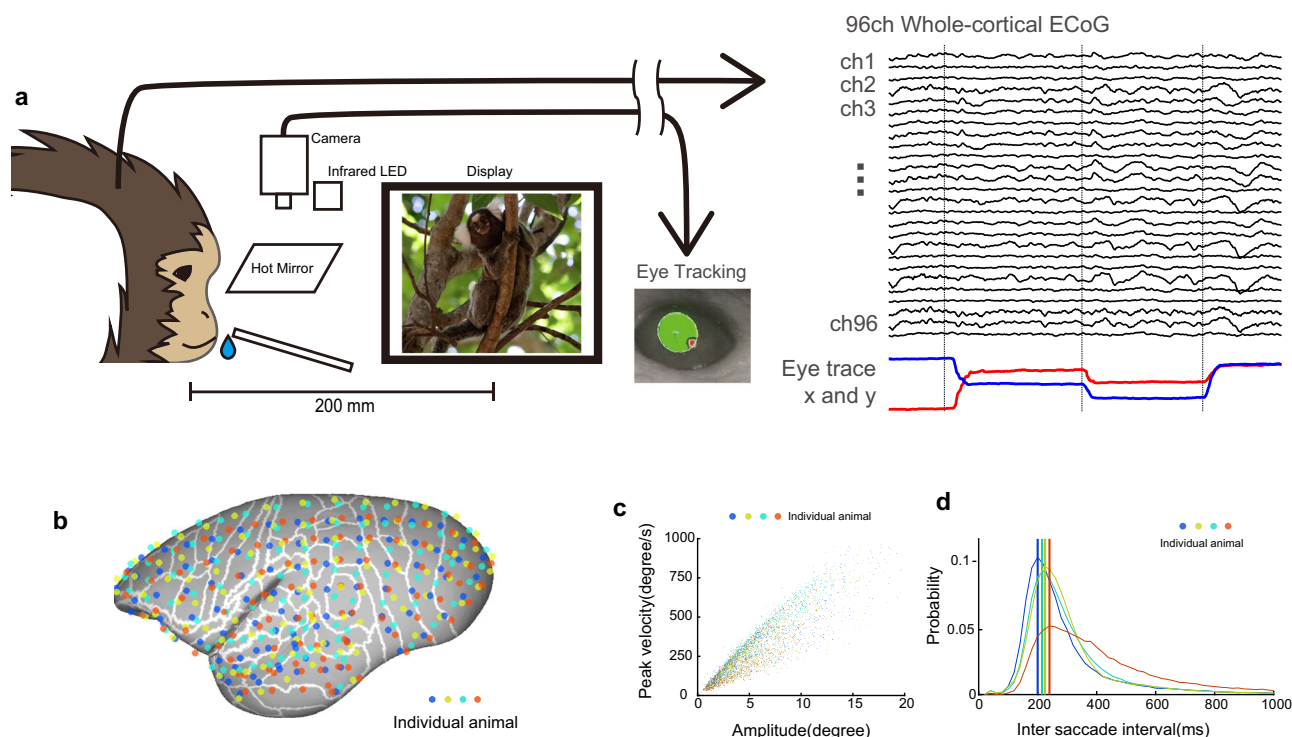 96ch Whole-cortical ECoG
a
ch1
ch2
ch3
ch96
Camera
Infrared LED
Display
Hot Mirror
Eye Tracking
Eye trace
x and y
200 mm
b
Individual animal
c
Individual animal
Peak velocity(degree/s)
1000
750
500
250
0
0
5
10
15
20
Amplitude(degree)
d
Individual animal
Probability
0.1
0.05
0
0
200
400
600
800
1000
Inter saccade interval(ms)